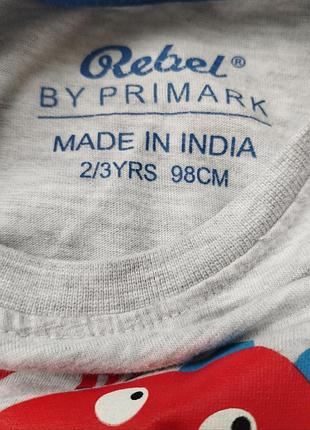 Rebel®
BY PRIMARK
MADE IN INDIA
2/3YRS 98CM